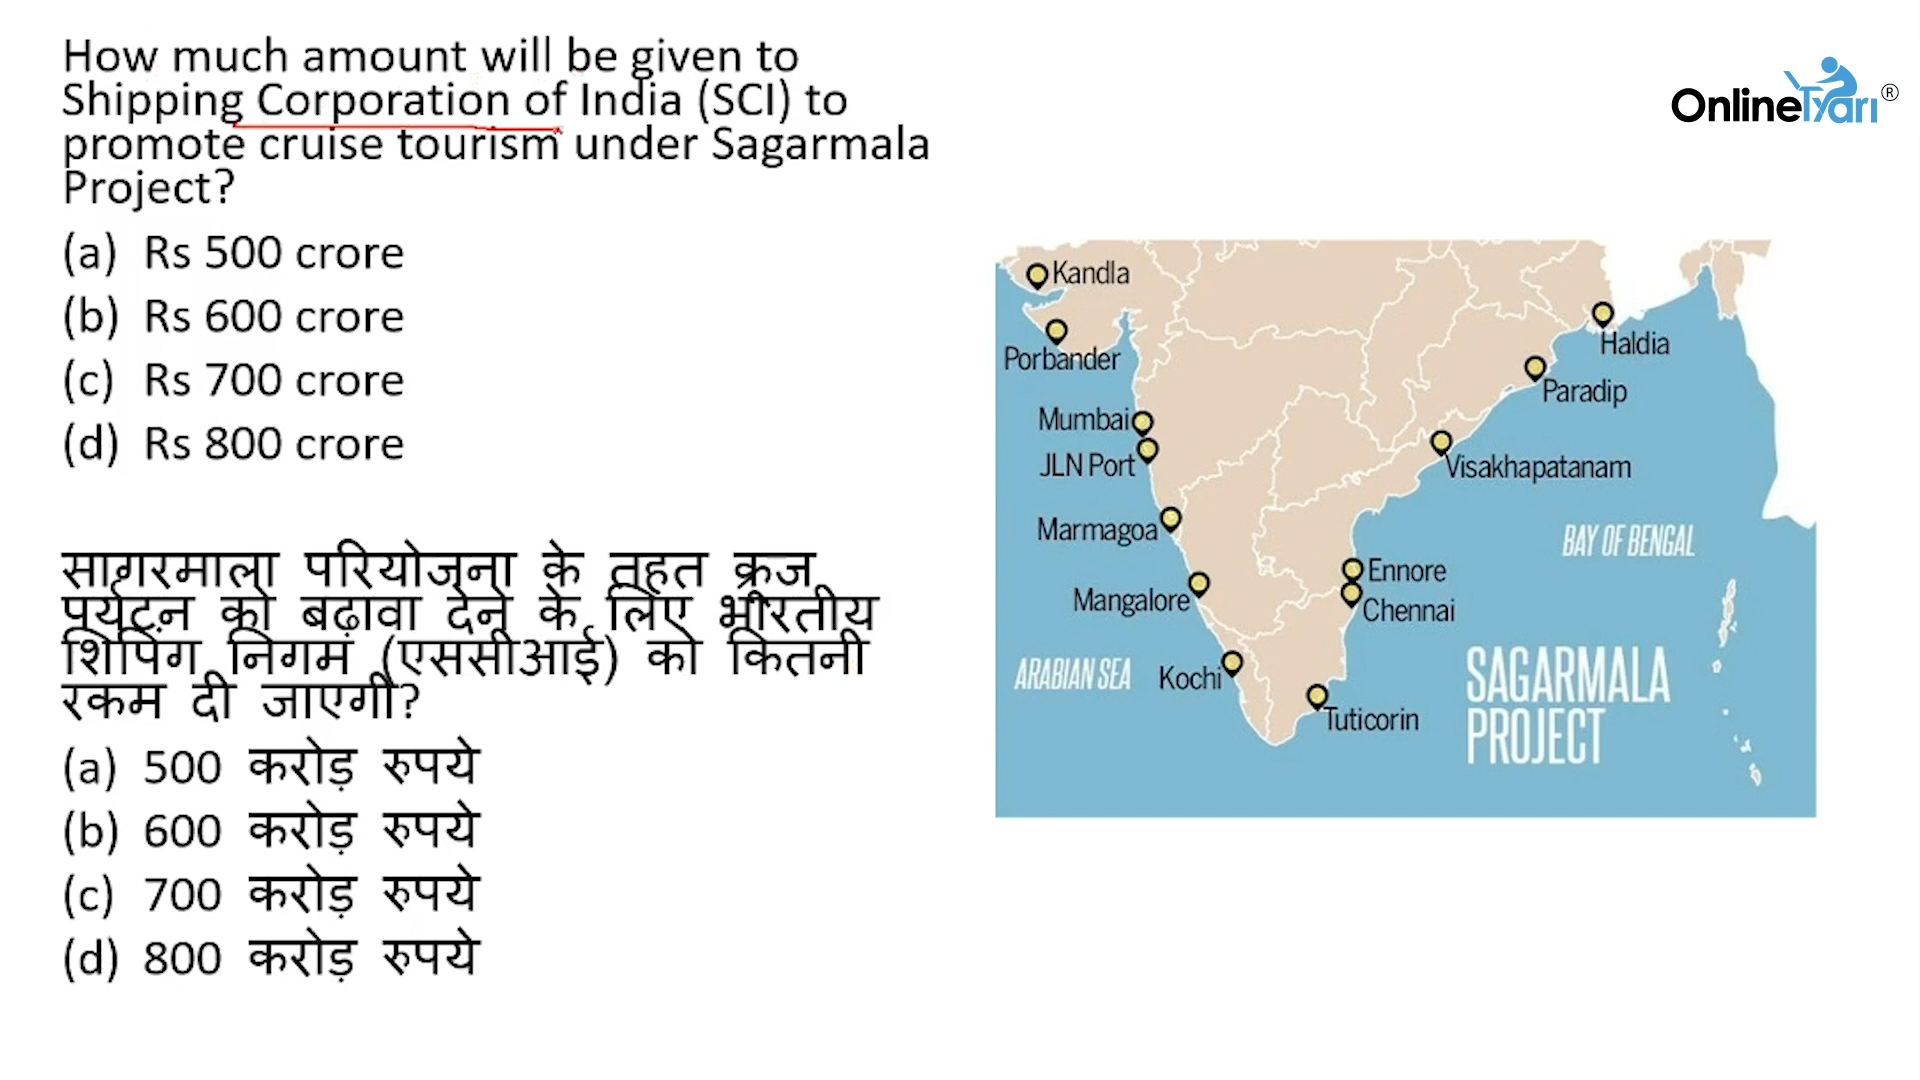 How much amount will be given to
Shipping Corporation of India (SCI) to
promote cruise tourism under Sagarmala
Project?
(a) Rs 500 crore
(b) Rs 600 crore
(c) Rs 700 crore
(d) Rs 800 crore
सागरमाला परियोजना के तहत क्रूज
पर्यटन को बढ़ावा देने के लिए भारतीय
शिपिंग निगम (एससीआई) को कितनी
रकम दी जाएगी?
(a) 500 करोड़ रुपये
(b) 600 करोड़ रुपये
(c) 700 करोड़ रुपये
(d) 800 करोड़ रुपये
OnlineTyari®
Kandla
Porbander
Haldia
Paradip
Mumbai
JLN Port
Visakhapatanam
Marmagoa
BAY OF BENGAL
Ennore
Mangalore
Chennai
ARABIAN SEA
Kochi
SAGARMALA
PROJECT
Tuticorin